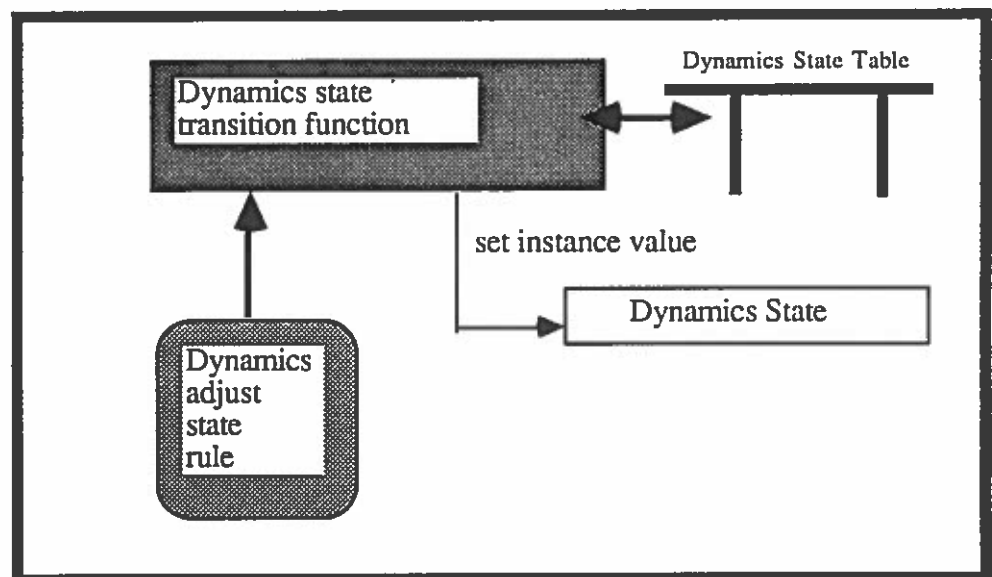 Dynamics state
transition function
Dynamics State Table
set instance value
Dynamics State
Dynamics
adjust
state
rule